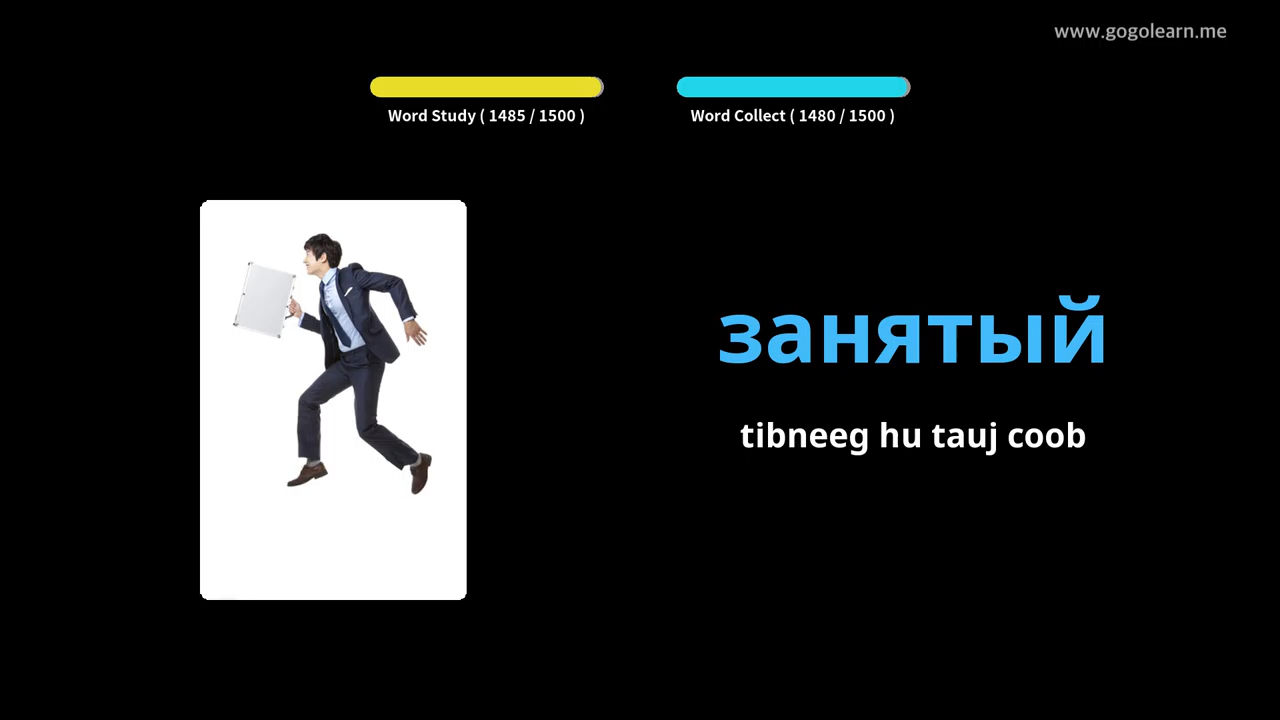 www.gogolearn.me
Word Study ( 1485 / 1500 )
Word Collect ( 1480 / 1500 )
занятый
tibneeg hu tauj coob